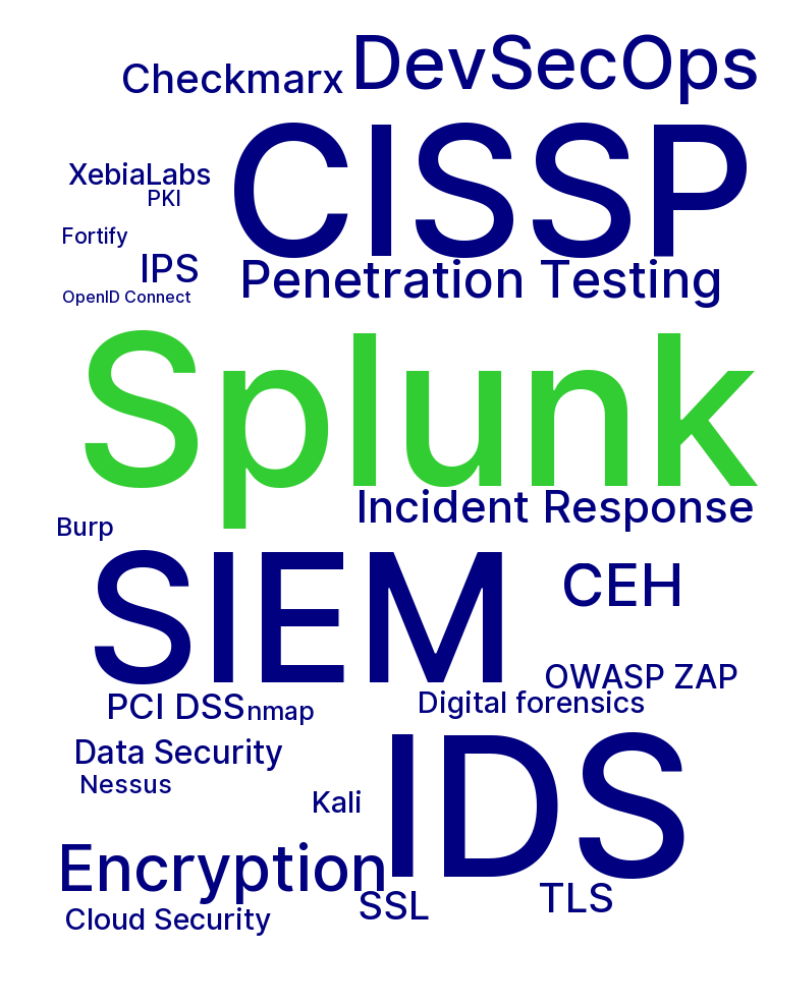 DevSecOps
Checkmarx
CISSP
XebiaLabs
PKI
Fortify
IPS
Penetration Testing
OpenID Connect
Splunk
Incident Response
Burp
SIEM
CEH
OWASP ZAP
Digital forensics
PCI DSS
nmap
Data Security
Nessus
Kali
IDS
Encryption
TLS
SSL
Cloud Security